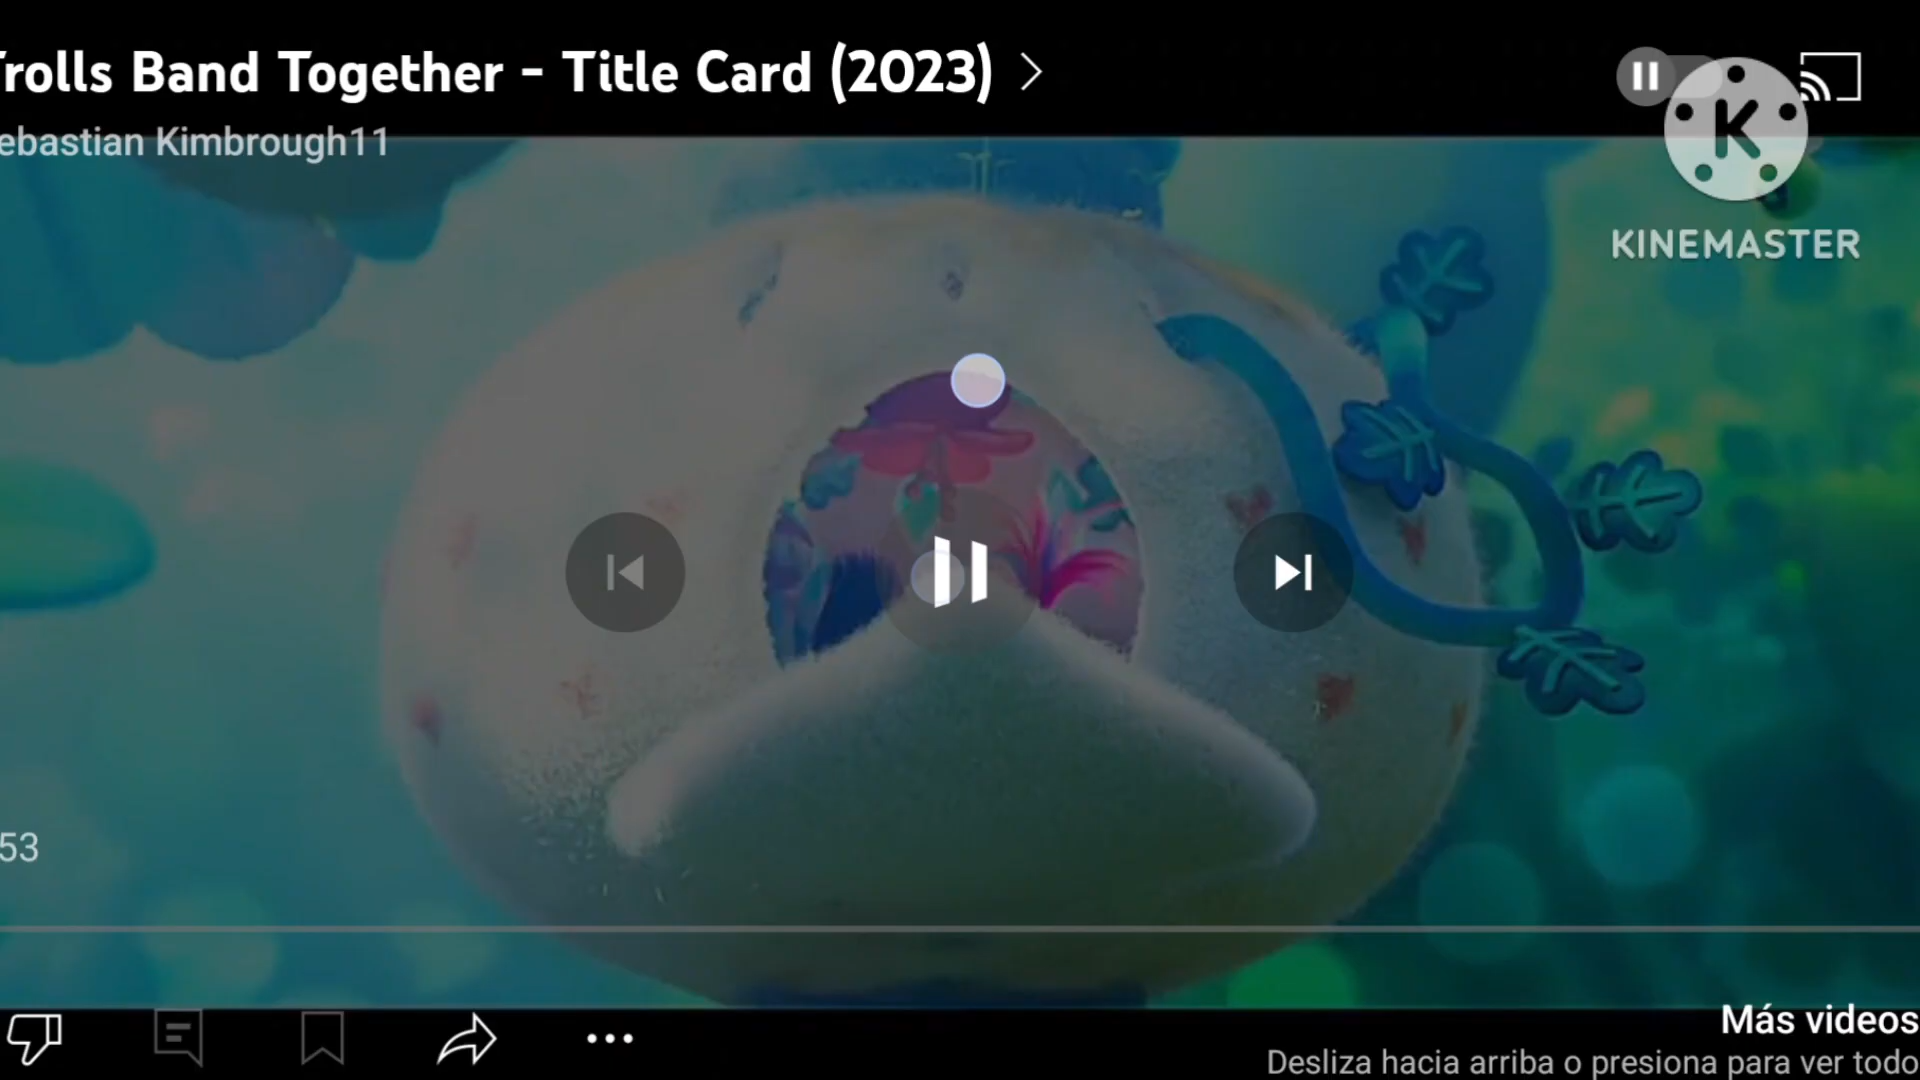 rolls Band Together - Title Card (2023)
ebastian Kimbrough11
K
KINEMASTER
53
Más videos
Desliza hacia arriba o presiona para ver todo